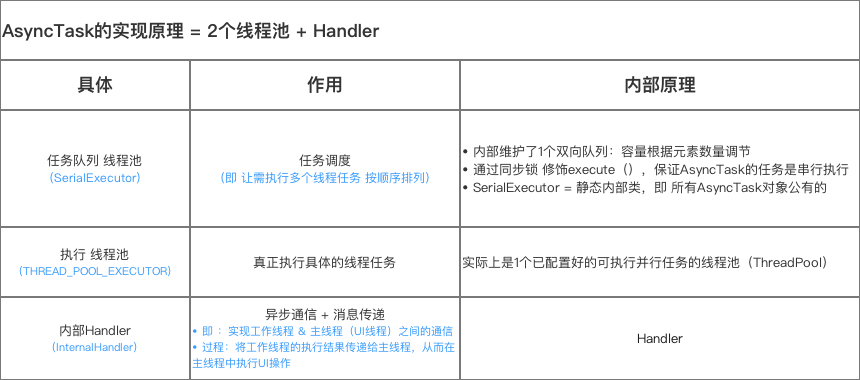 AsyncTask的实现原理 = 2个线程池 + Handler
具体
作用
内部原理
任务队列 线程池
（SerialExecutor）
任务调度
（即 让需执行多个线程任务 按顺序排列）
• 内部维护了1个双向队列：容量根据元素数量调节
• 通过同步锁 修饰execute（），保证AsyncTask的任务是串行执行
• SerialExecutor = 静态内部类，即 所有AsyncTask对象公有的
执行 线程池
（THREAD_POOL_EXECUTOR）
真正执行具体的线程任务
实际上是1个已配置好的可执行并行任务的线程池（ThreadPool）
内部Handler
（InternalHandler）
异步通信 + 消息传递
• 即 ：实现工作线程 & 主线程（UI线程）之间的通信
• 过程：将工作线程的执行结果传递给主线程，从而在
主线程中执行UI操作
Handler